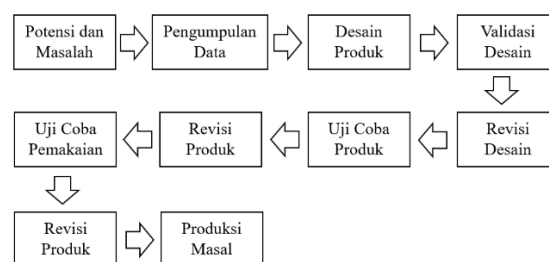 Potensi dan
Masalah
Pengumpulan
Data
Desain
Produk
Validasi
Desain
Revisi
Desain
Uji Coba
Produk
Revisi
Produk
Uji Coba
Pemakaian
Revisi
Produk
Produksi
Masal